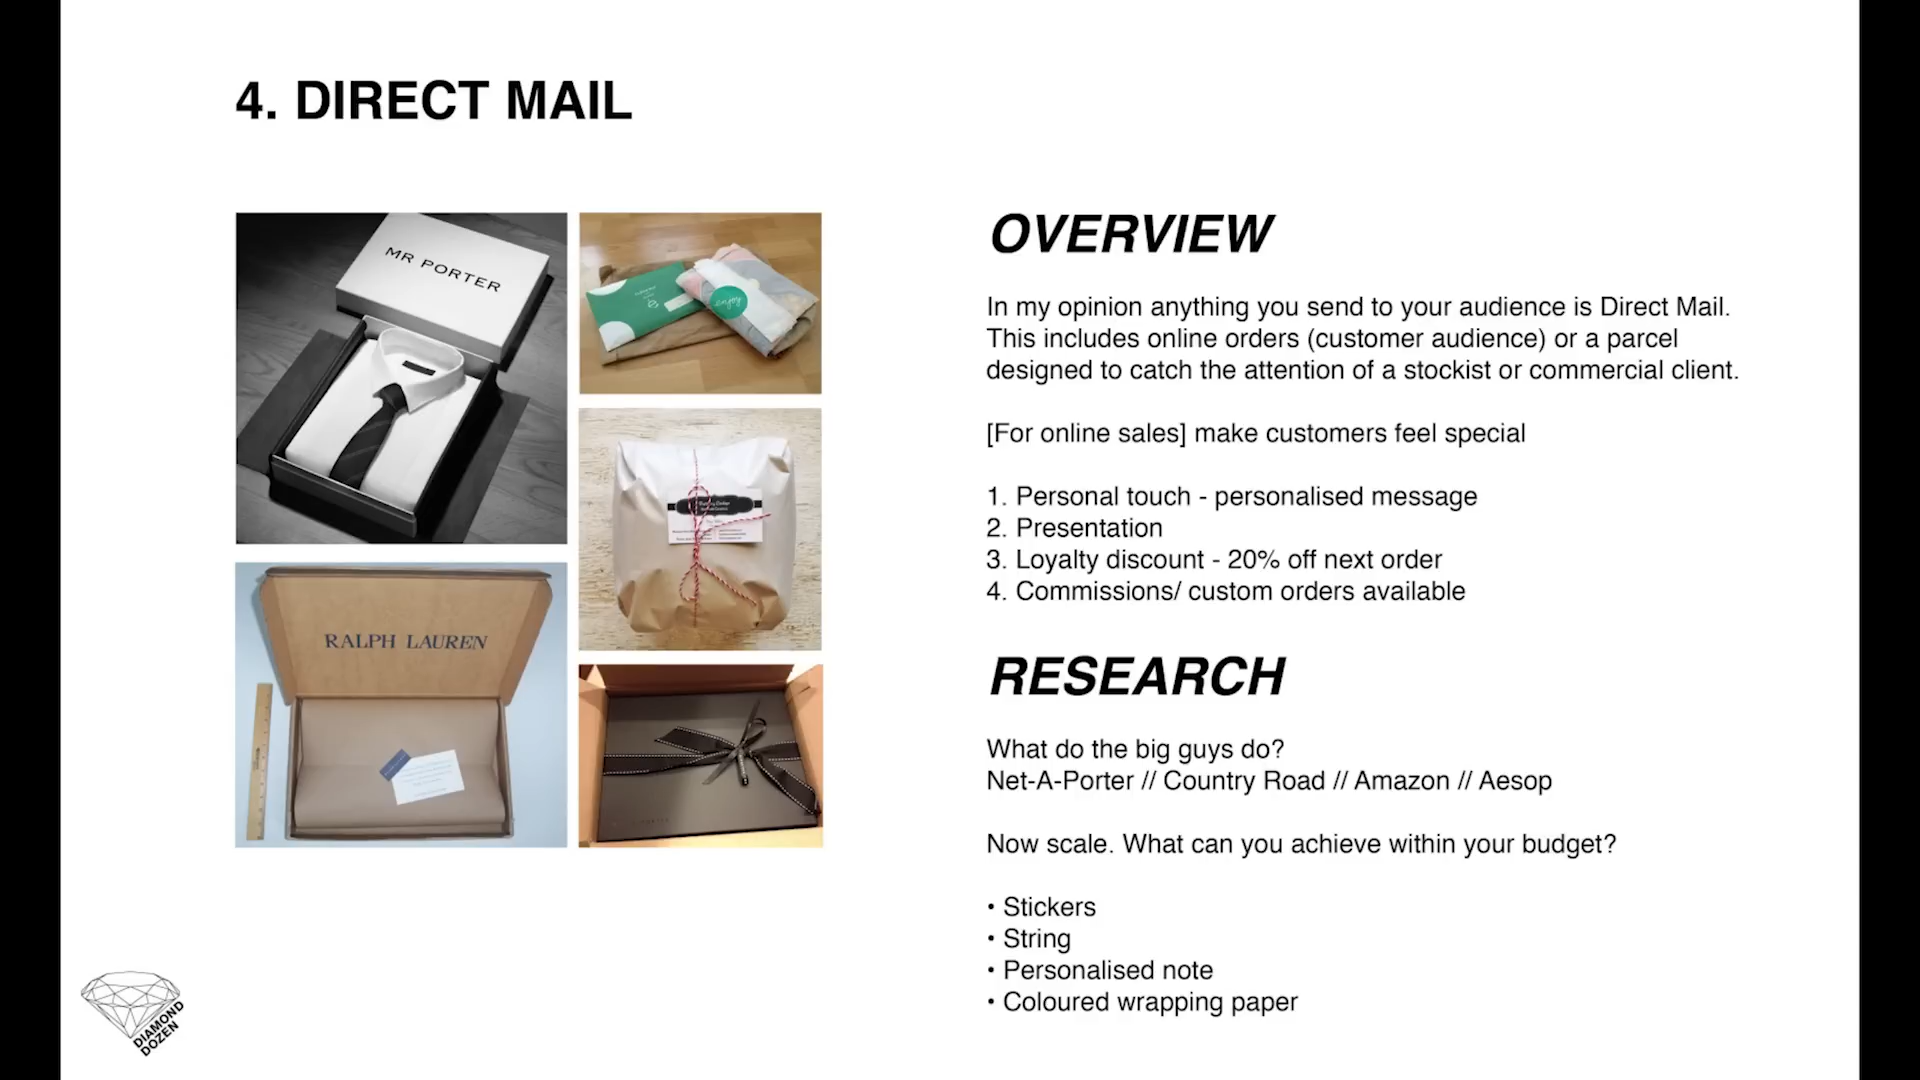 4. DIRECT MAIL
MR PORTER
enjoy
RALPH LAUREN
OVERVIEW
In my opinion anything you send to your audience is Direct Mail.
This includes online orders (customer audience) or a parcel
designed to catch the attention of a stockist or commercial client.
[For online sales] make customers feel special
1. Personal touch - personalised message
2. Presentation
3. Loyalty discount - 20% off next order
4. Commissions/ custom orders available
RESEARCH
What do the big guys do?
Net-A-Porter // Country Road // Amazon // Aesop
Now scale. What can you achieve within your budget?
• Stickers
• String
• Personalised note
• Coloured wrapping paper
DIAMOND
DOZEN